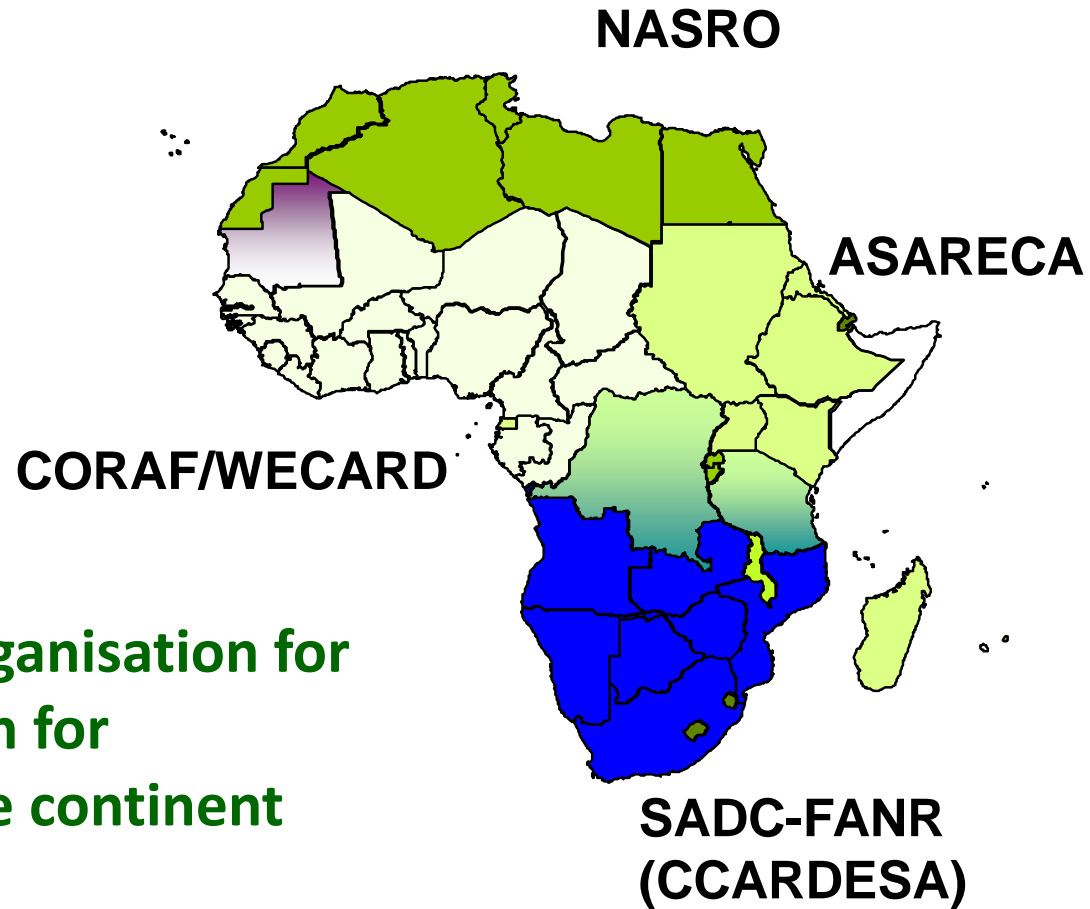 NASRO
ASARECA
CORAF/WECARD
ganisation for
for
e continent
SADC-FANR
(CCARDESA)